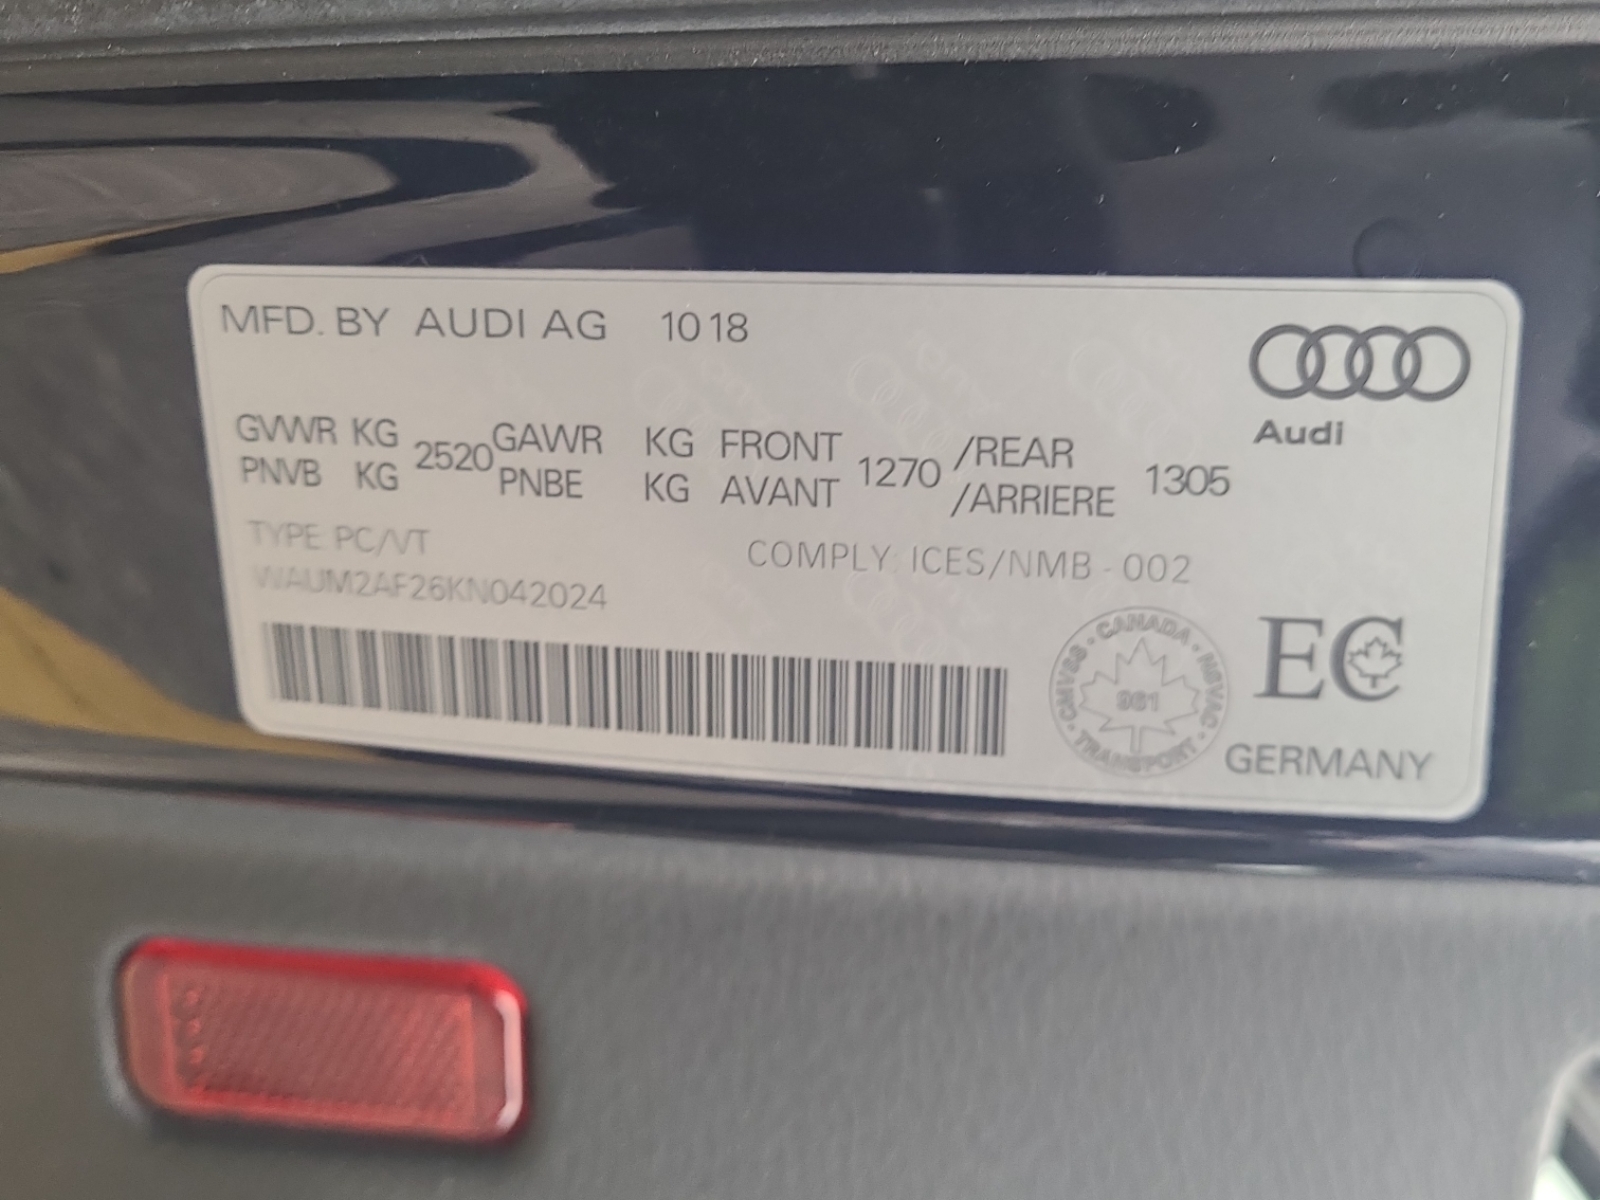 MFD. BY AUDI AG 10 18
Audi
GVWR KG 2520 GAWR KG FRONT 1270 /REAR 1305
PNVB KG PNBE KG AVANT /ARRIERE
TYPE PC/VT
COMPLY: ICES/NMB - 002
WAUM2AF26KN042024
CMVSS · CANADA · NSVAC · TRANSPORT ·
961
EC
GERMANY